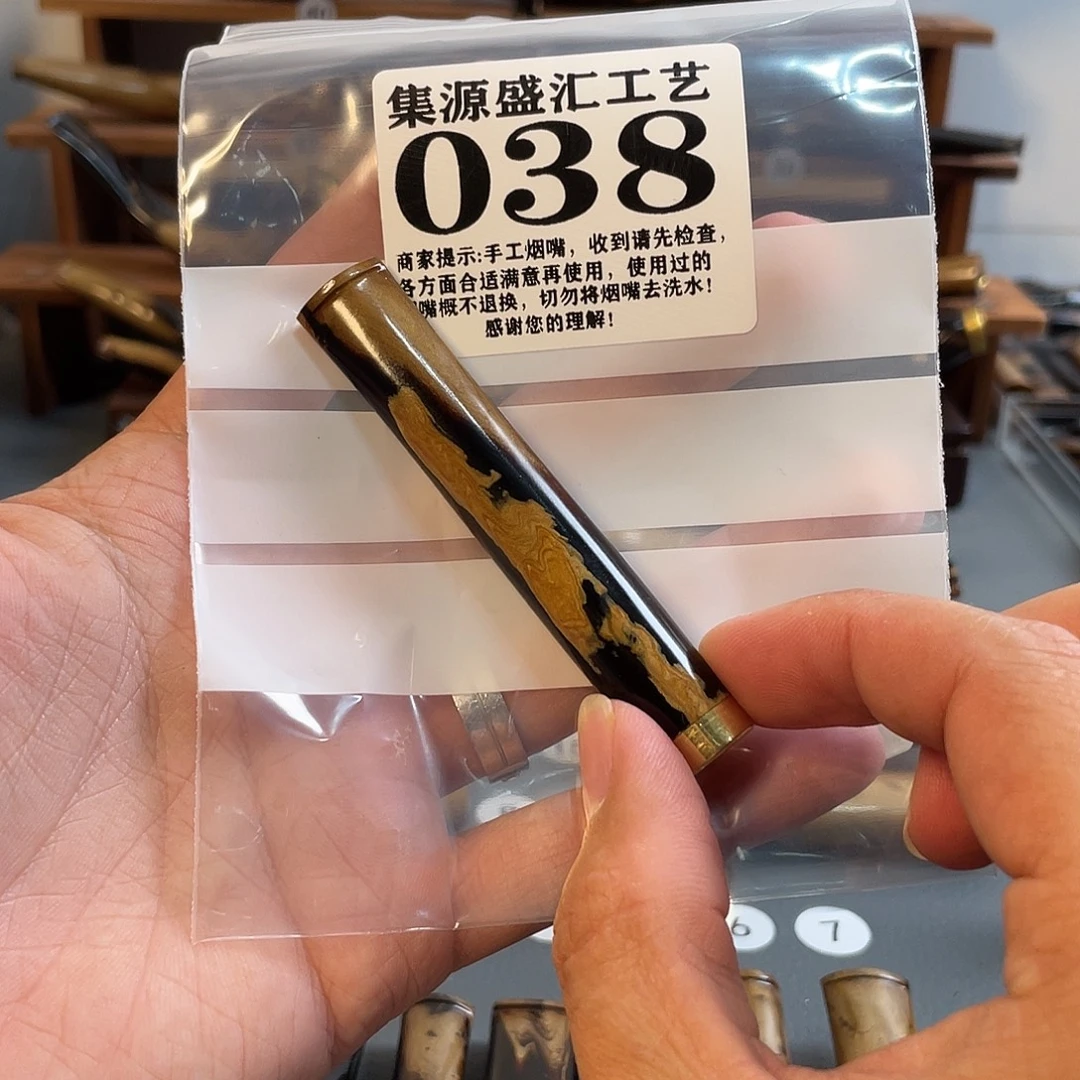 集源盛汇工艺
038
商家提示:手工烟嘴，收到请先检查，
各方面合适满意再使用，使用过的
嘴概不退换，切勿将烟嘴去洗水！
感谢您的理解！
6 7